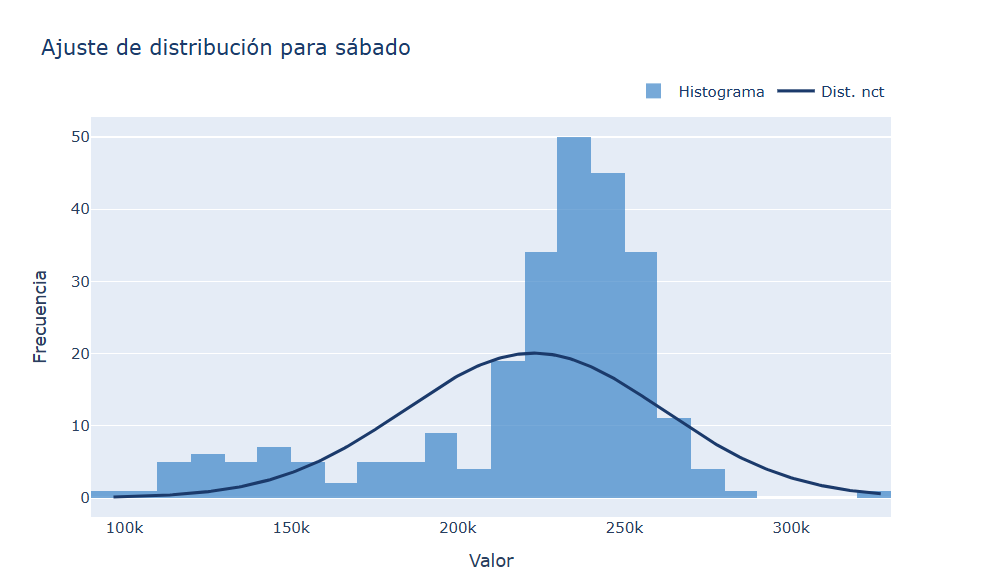 Ajuste de distribución para sábado
Histograma
Dist. nct
50
40
30
20
10
0
Frecuencia
100k
150k
200k
250k
300k
Valor